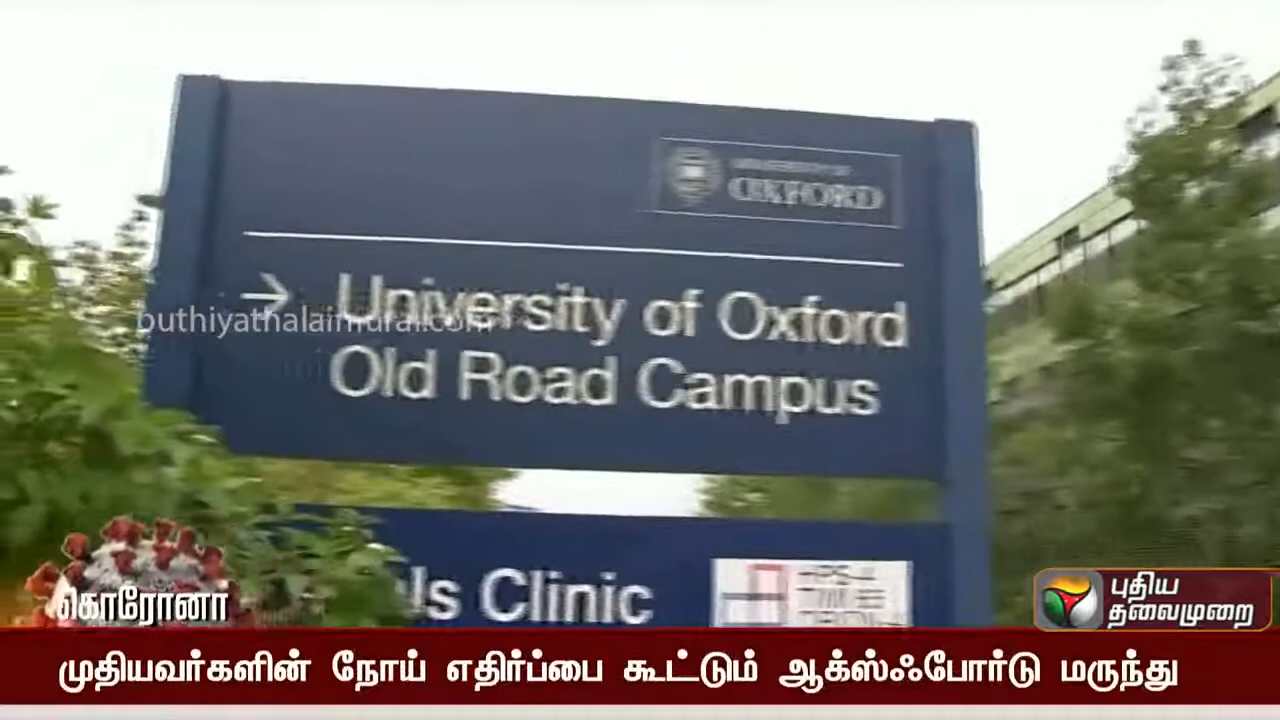 UNIVERSITY OF
OXFORD
→ University of Oxford
Old Road Campus
buthiyathalaimurai.com
ls Clinic
கொரோனா
புதிய
தலைமுறை
முதியவர்களின் நோய் எதிர்ப்பை கூட்டும் ஆக்ஸ்ஃபோர்டு மருந்து